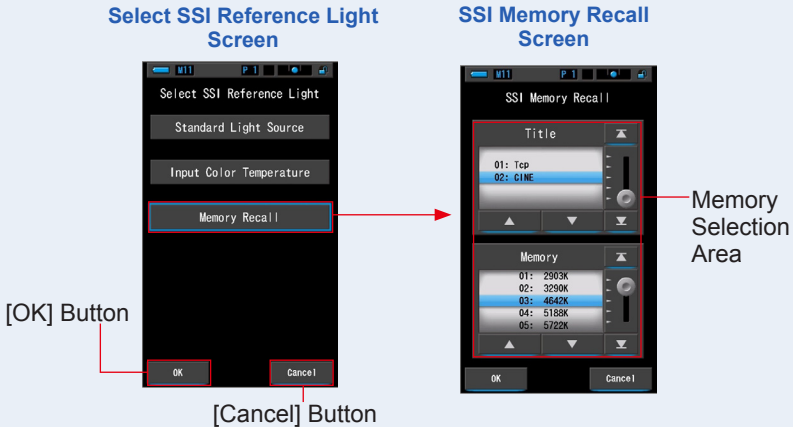 Select SSI Reference Light
Screen
M11 P 1
Select SSI Reference Light
Standard Light Source
Input Color Temperature
Memory Recall
OK
Cancel
[OK] Button
[Cancel] Button
SSI Memory Recall
Screen
M11 P 1
SSI Memory Recall
Title
01: Tcp
02: CINE
Memory
01: 2903K
02: 3290K
03: 4642K
04: 5188K
05: 5722K
OK
Cancel
Memory
Selection
Area